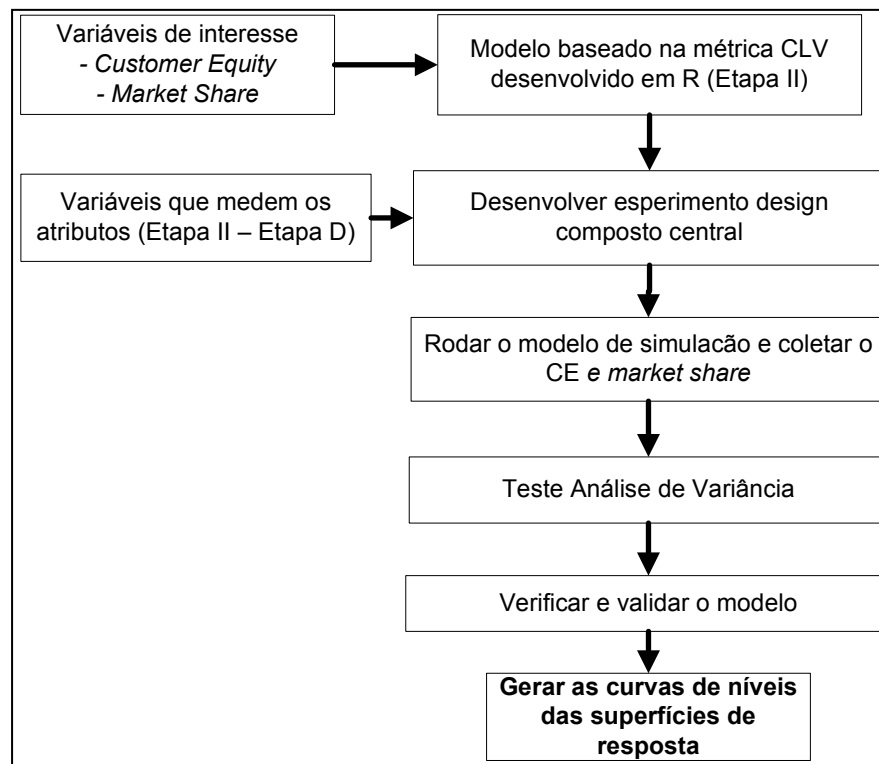 Variáveis de interesse
- Customer Equity
- Market Share
Modelo baseado na métrica CLV
desenvolvido em R (Etapa II)
Variáveis que medem os
atributos (Etapa II – Etapa D)
Desenvolver esperimento design
composto central
Rodar o modelo de simulacão e coletar o
CE e market share
Teste Análise de Variância
Verificar e validar o modelo
Gerar as curvas de níveis
das superfícies de
resposta